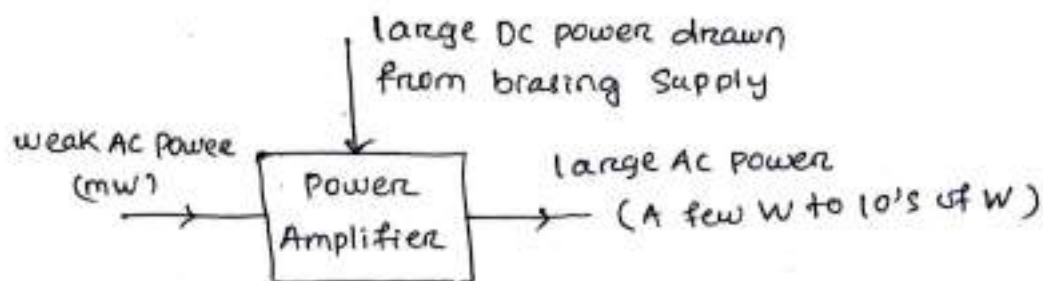 large DC power drawn
from brasing supply
weak AC Power
(mW)
Power
Amplifier
large AC power
(A few W to 10's of W)